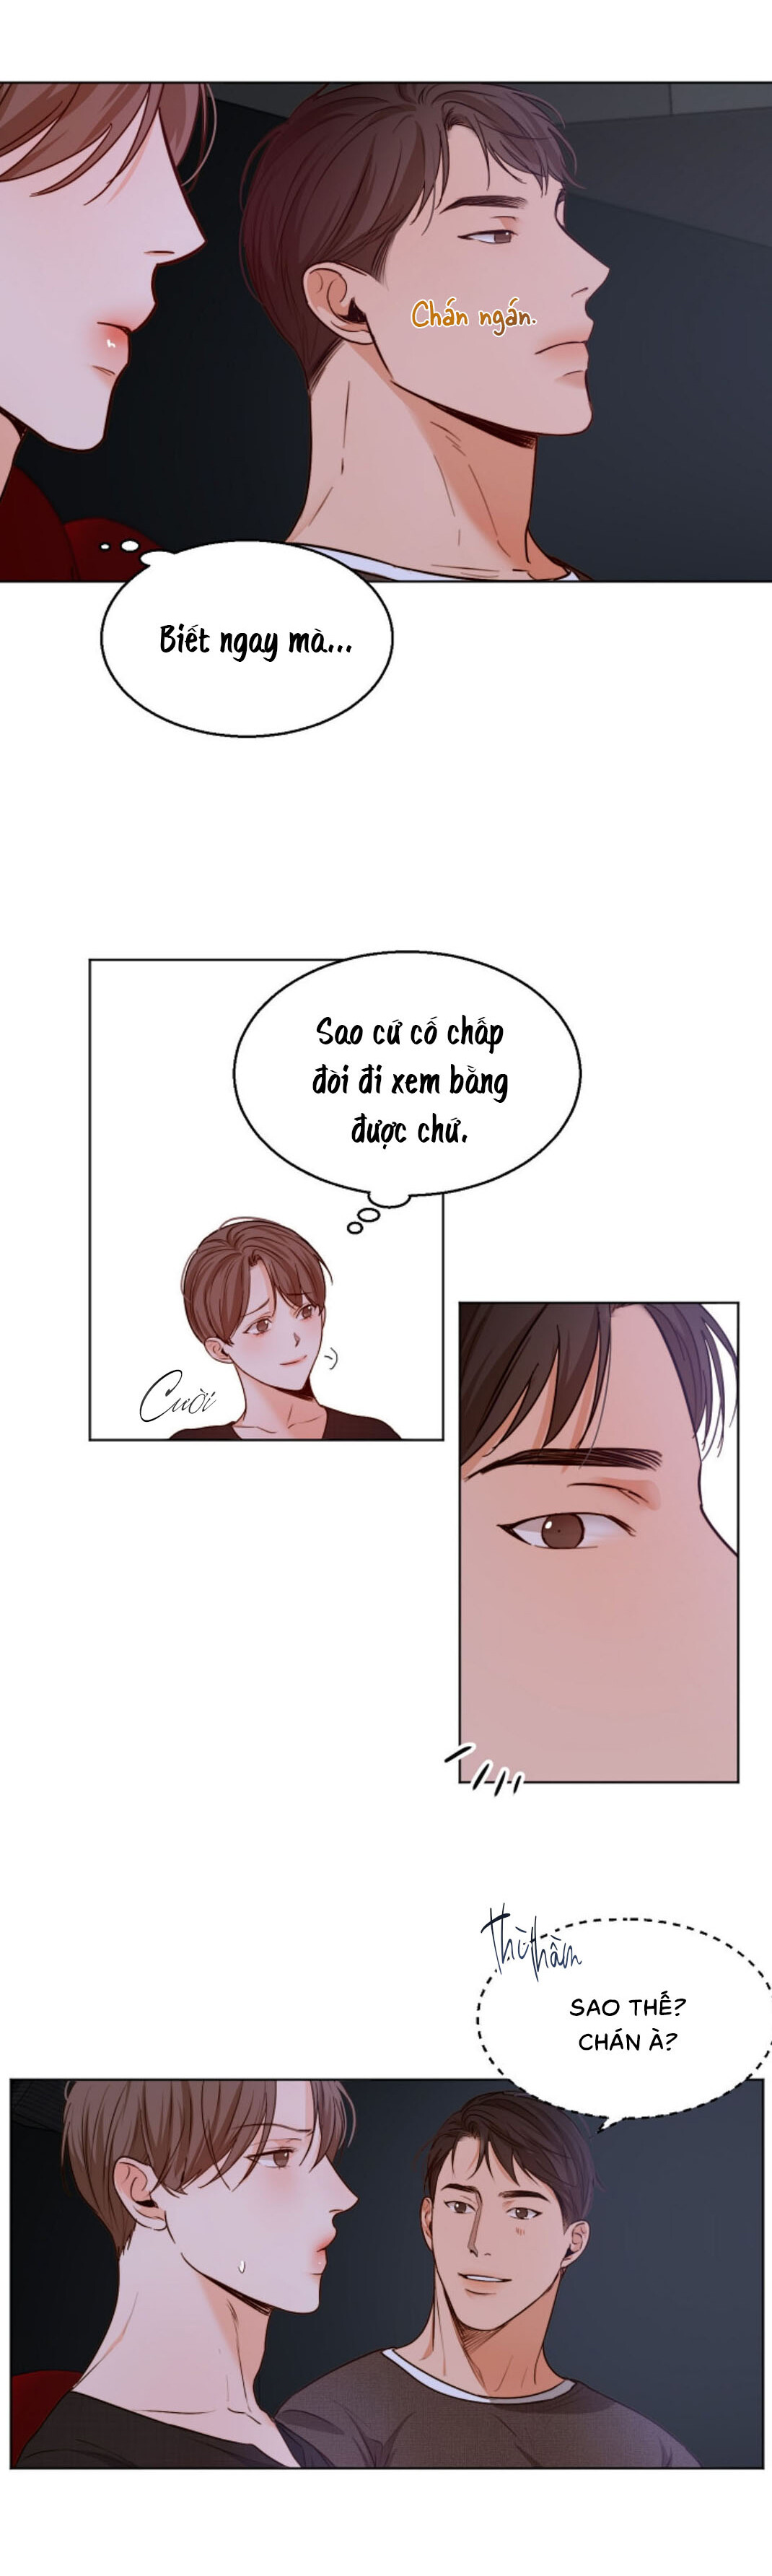 Chán ngán.
Biết ngay mà...
Sao cứ cố chấp
đòi đi xem bằng
được chứ.
Cười
Thì thầm
SAO THẾ?
CHÁN À?